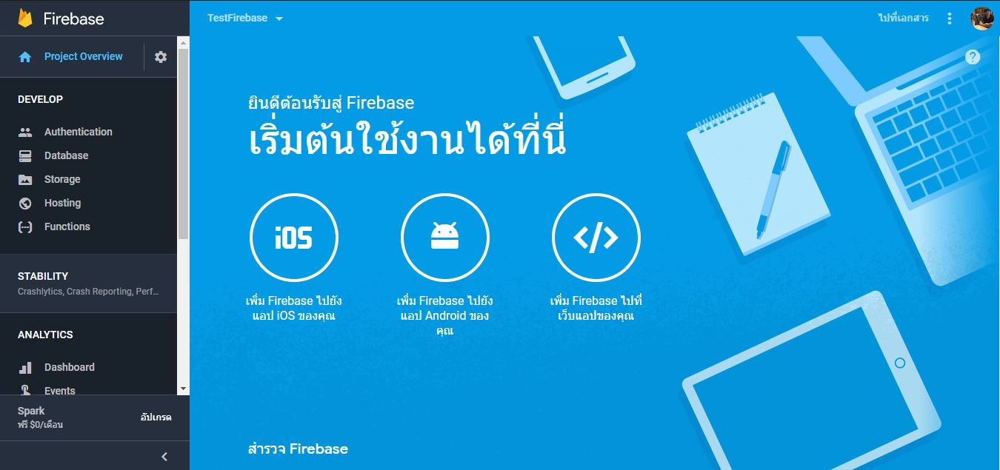 Firebase
TestFirebase
ไปที่เอกสาร
Project Overview
?
DEVELOP
Authentication
Database
Storage
Hosting
Functions
STABILITY
Crashlytics, Crash Reporting, Perf...
ANALYTICS
Dashboard
Events
Spark
ฟรี $0/เดือน
อัปเกรด
ยินดีต้อนรับสู่ Firebase
เริ่มต้นใช้งานได้ที่นี่
iOS
เพิ่ม Firebase ไปยัง
แอป iOS ของคุณ
เพิ่ม Firebase ไปยัง
แอป Android ของ
คุณ
</>
เพิ่ม Firebase ไปที่
เว็บแอปของคุณ
สำรวจ Firebase